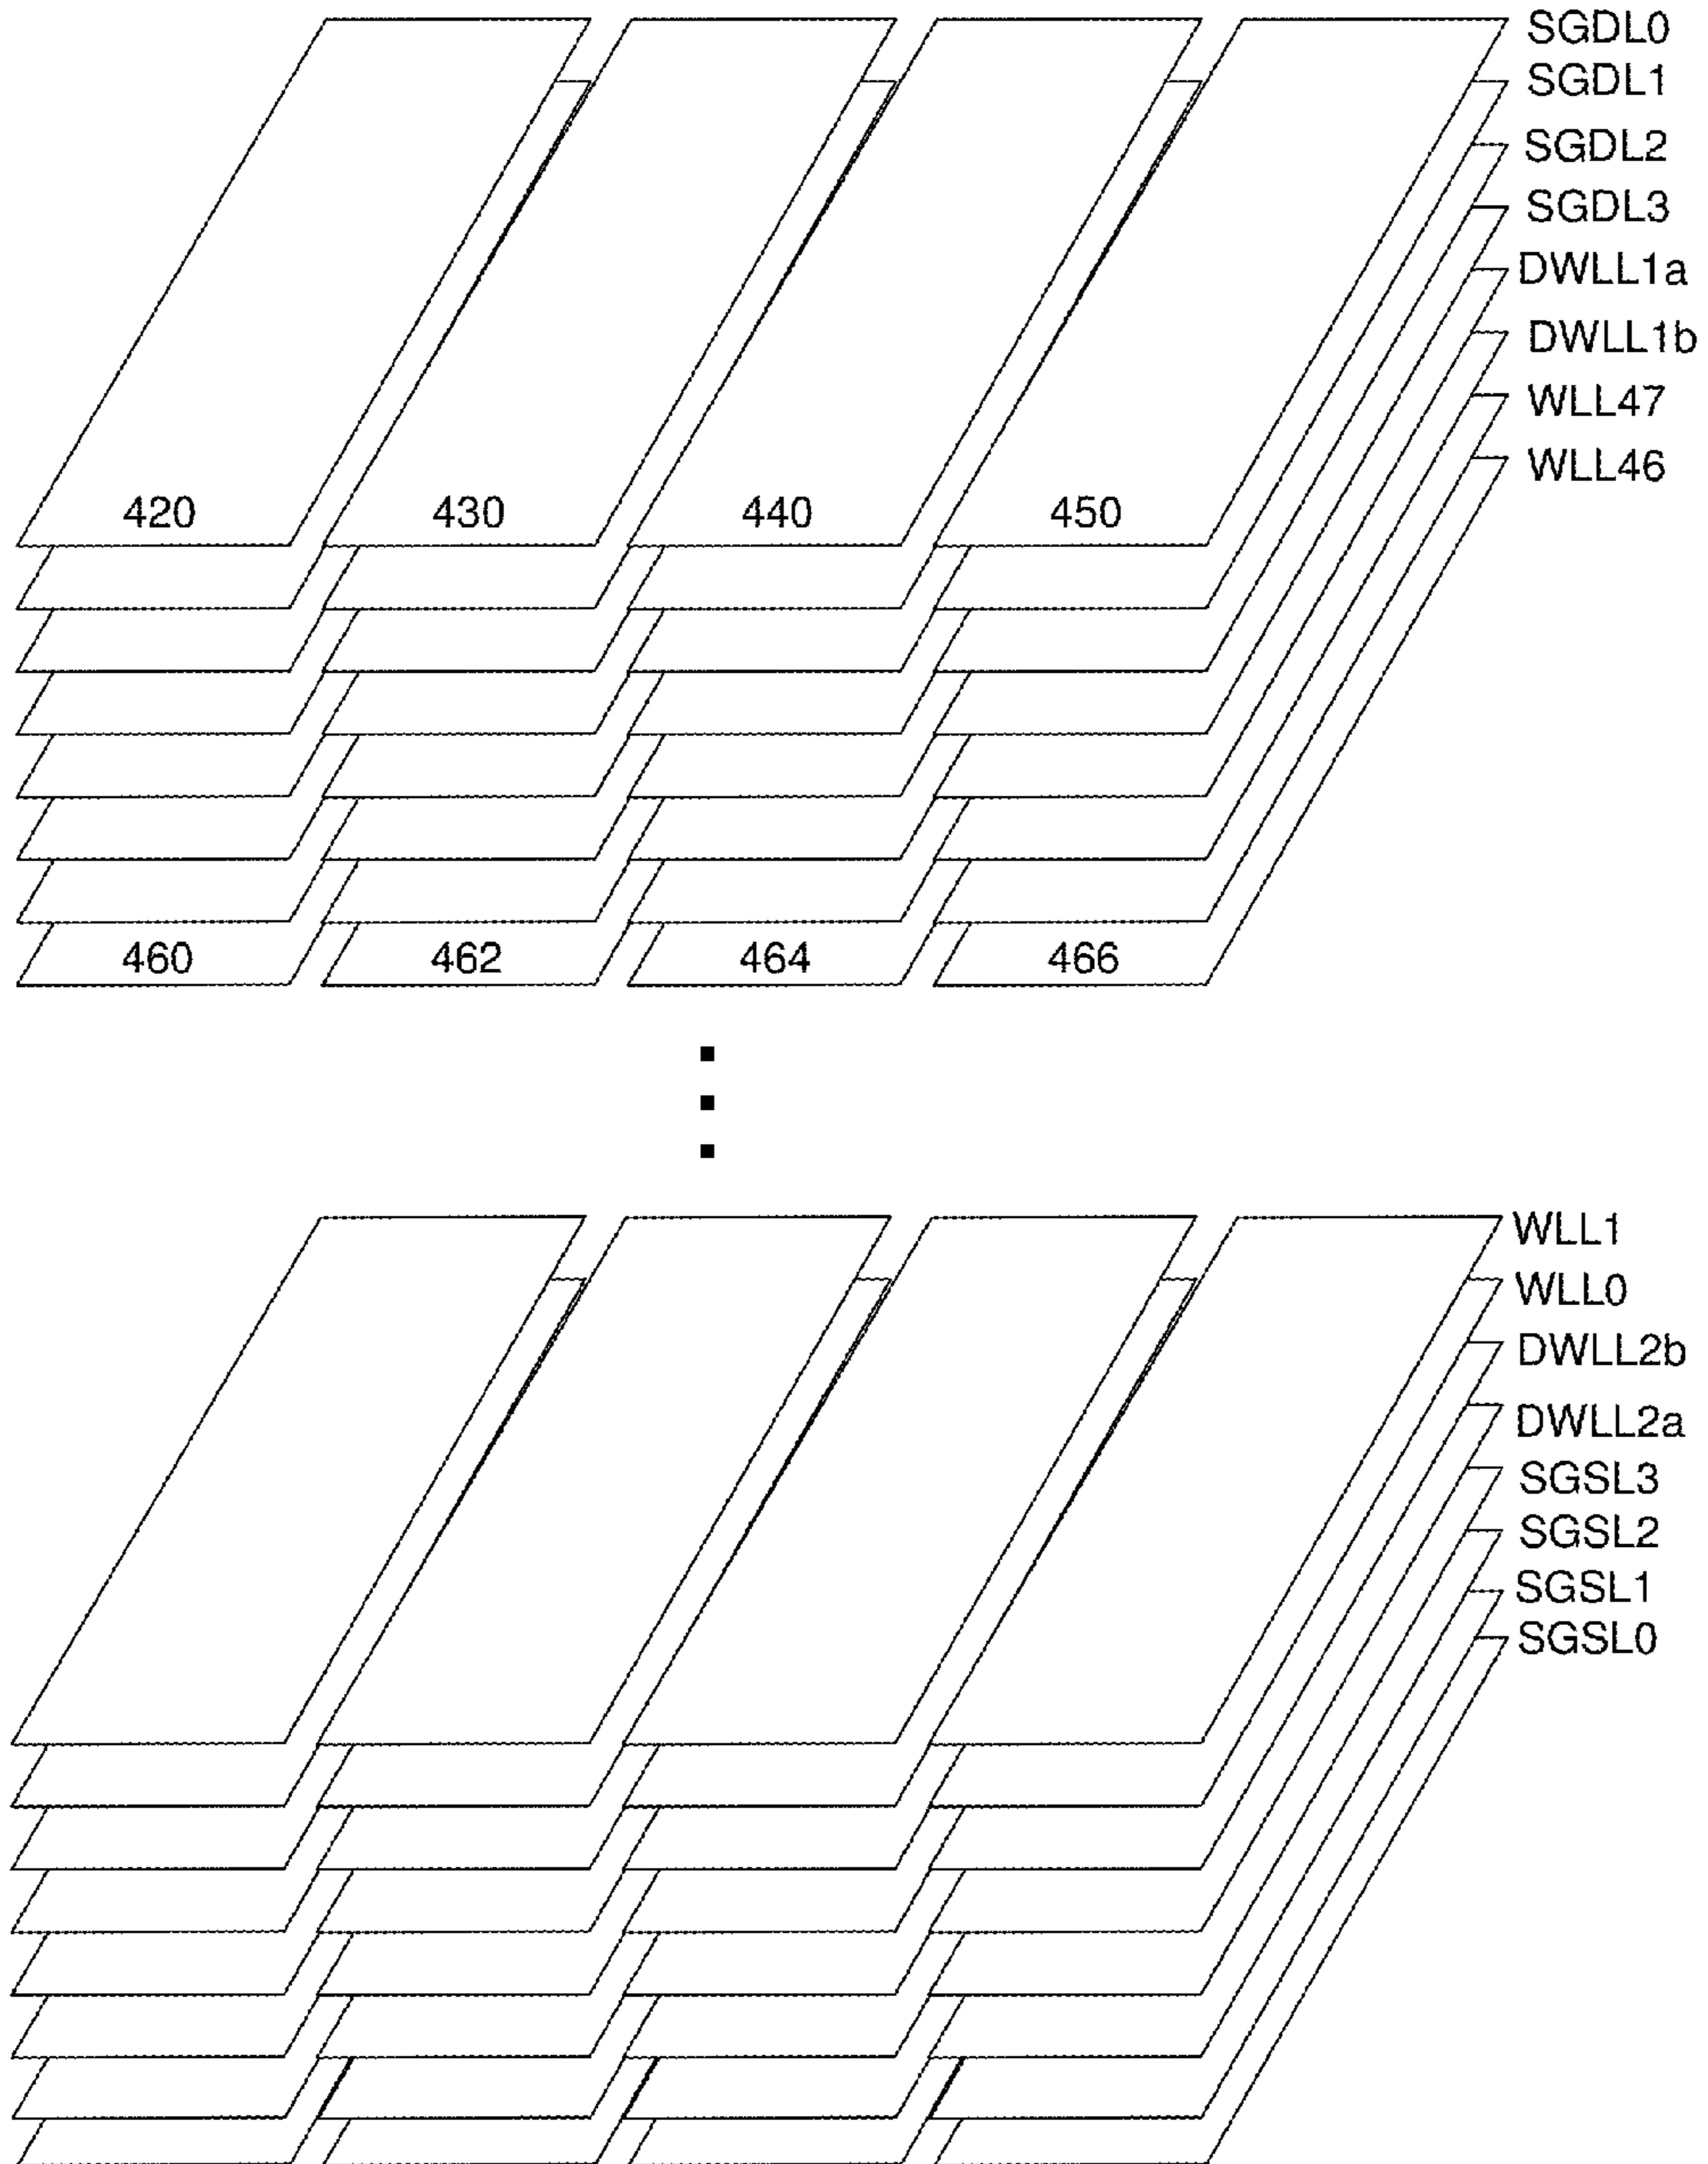 SGDL0
SGDL1
SGDL2
SGDL3
DWLL1a
DWLL1b
WLL47
WLL46
420 430 440 450
460 462 464 466
WLL1
WLL0
DWLL2b
DWLL2a
SGSL3
SGSL2
SGSL1
SGSL0